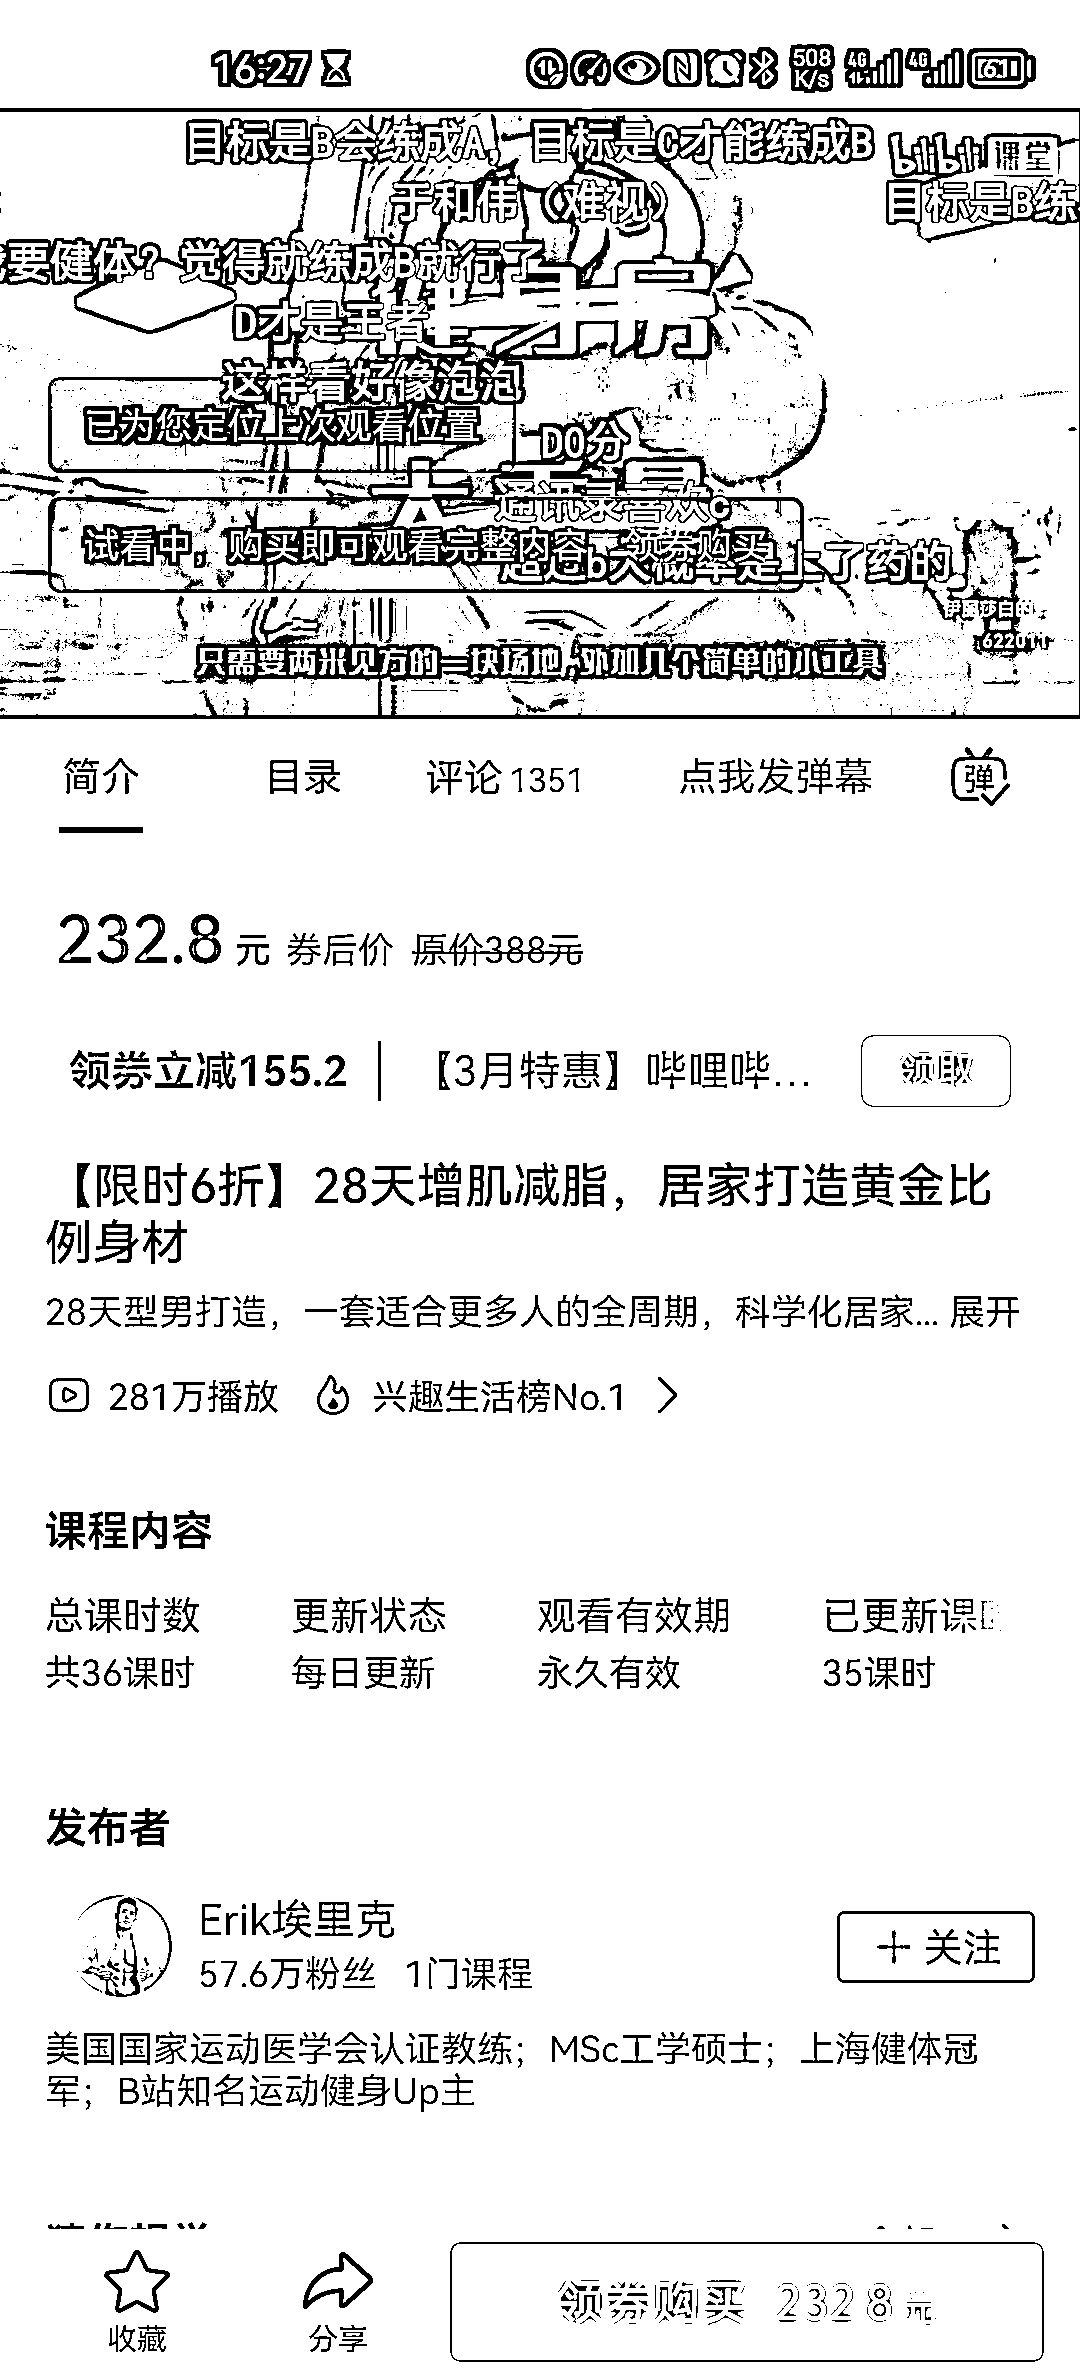 16:27
508 K/s 4G 4G 61
目标是B会练成A，目标是C才能练成B
bilibili课堂
于和伟（难视）
目标是B练
要健体？觉得就练成B就行了
健身房
D才是王者
这样看好像泡泡
已为您定位上次观看位置
D0分
通讯录喜欢c
试看中，购买即可观看完整内容 领券购买
超过b大概率是上了药的
只需要两米见方的一块场地,外加几个简单的小工具
简介 目录 评论 1351 点我发弹幕 弹
232.8 元 券后价 原价388元
领券立减155.2 【3月特惠】哔哩哔... 领取
【限时6折】28天增肌减脂，居家打造黄金比
例身材
28天型男打造，一套适合更多人的全周期，科学化居家... 展开
281万播放 兴趣生活榜No.1
课程内容
总课时数 更新状态 观看有效期 已更新课
共36课时 每日更新 永久有效 35课时
发布者
Erik埃里克
57.6万粉丝 1门课程
+ 关注
美国国家运动医学会认证教练；MSc工学硕士；上海健体冠
军；B站知名运动健身Up主
收藏 分享 领券购买 232.8元